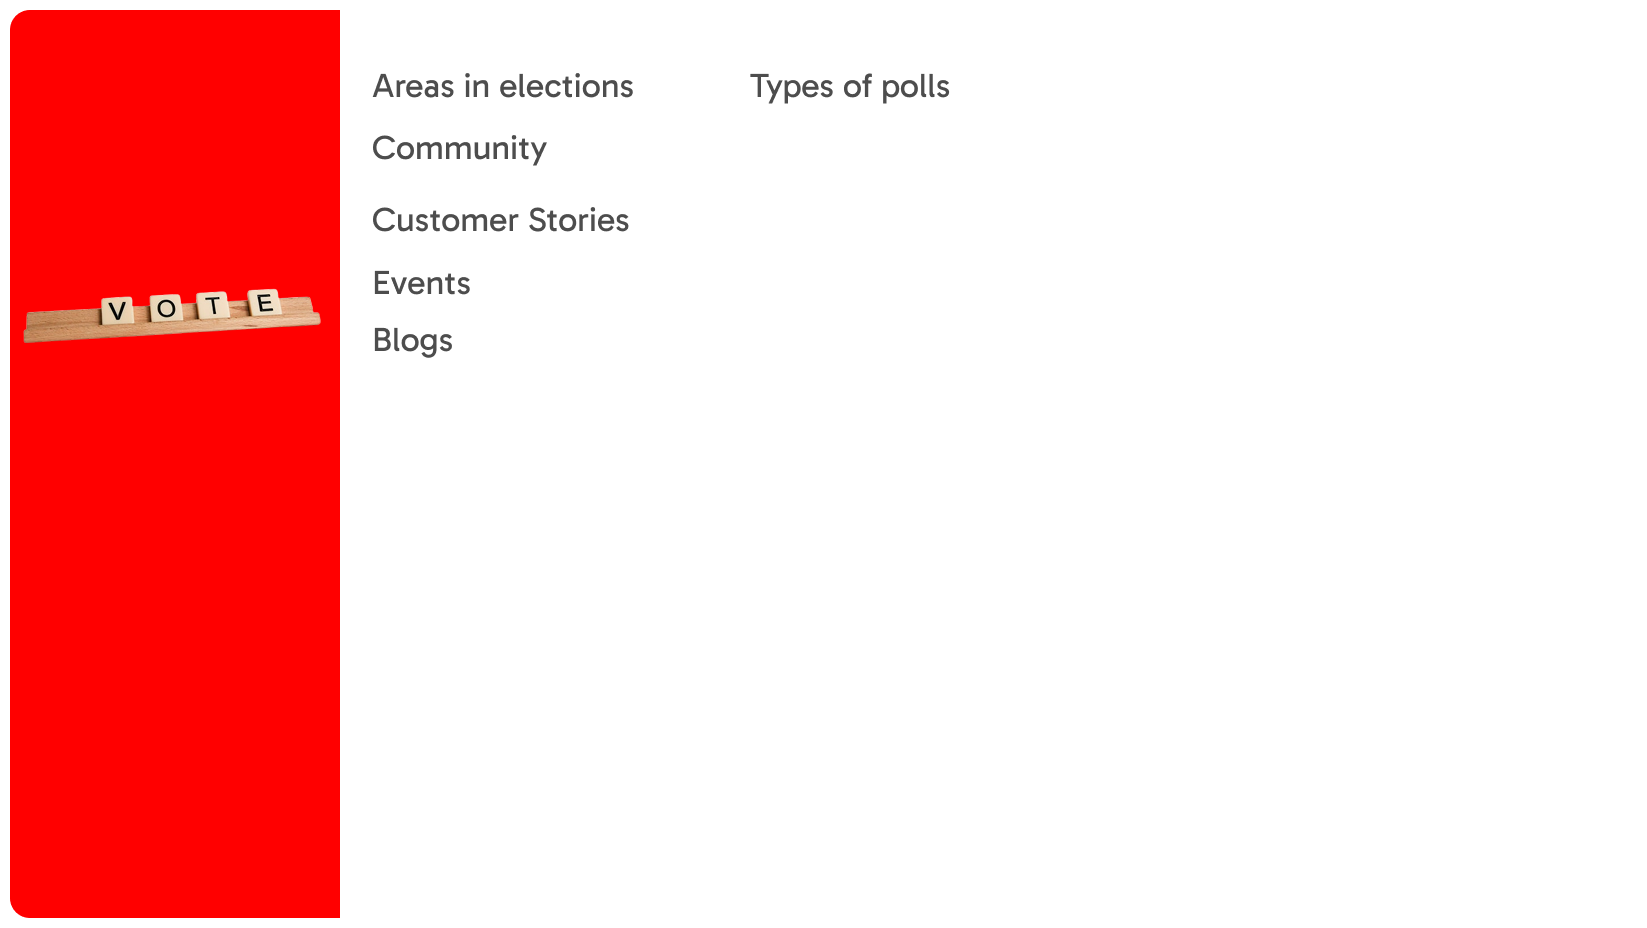 Areas in elections
Types of polls
Community
Customer Stories
Events
Blogs
VOTE